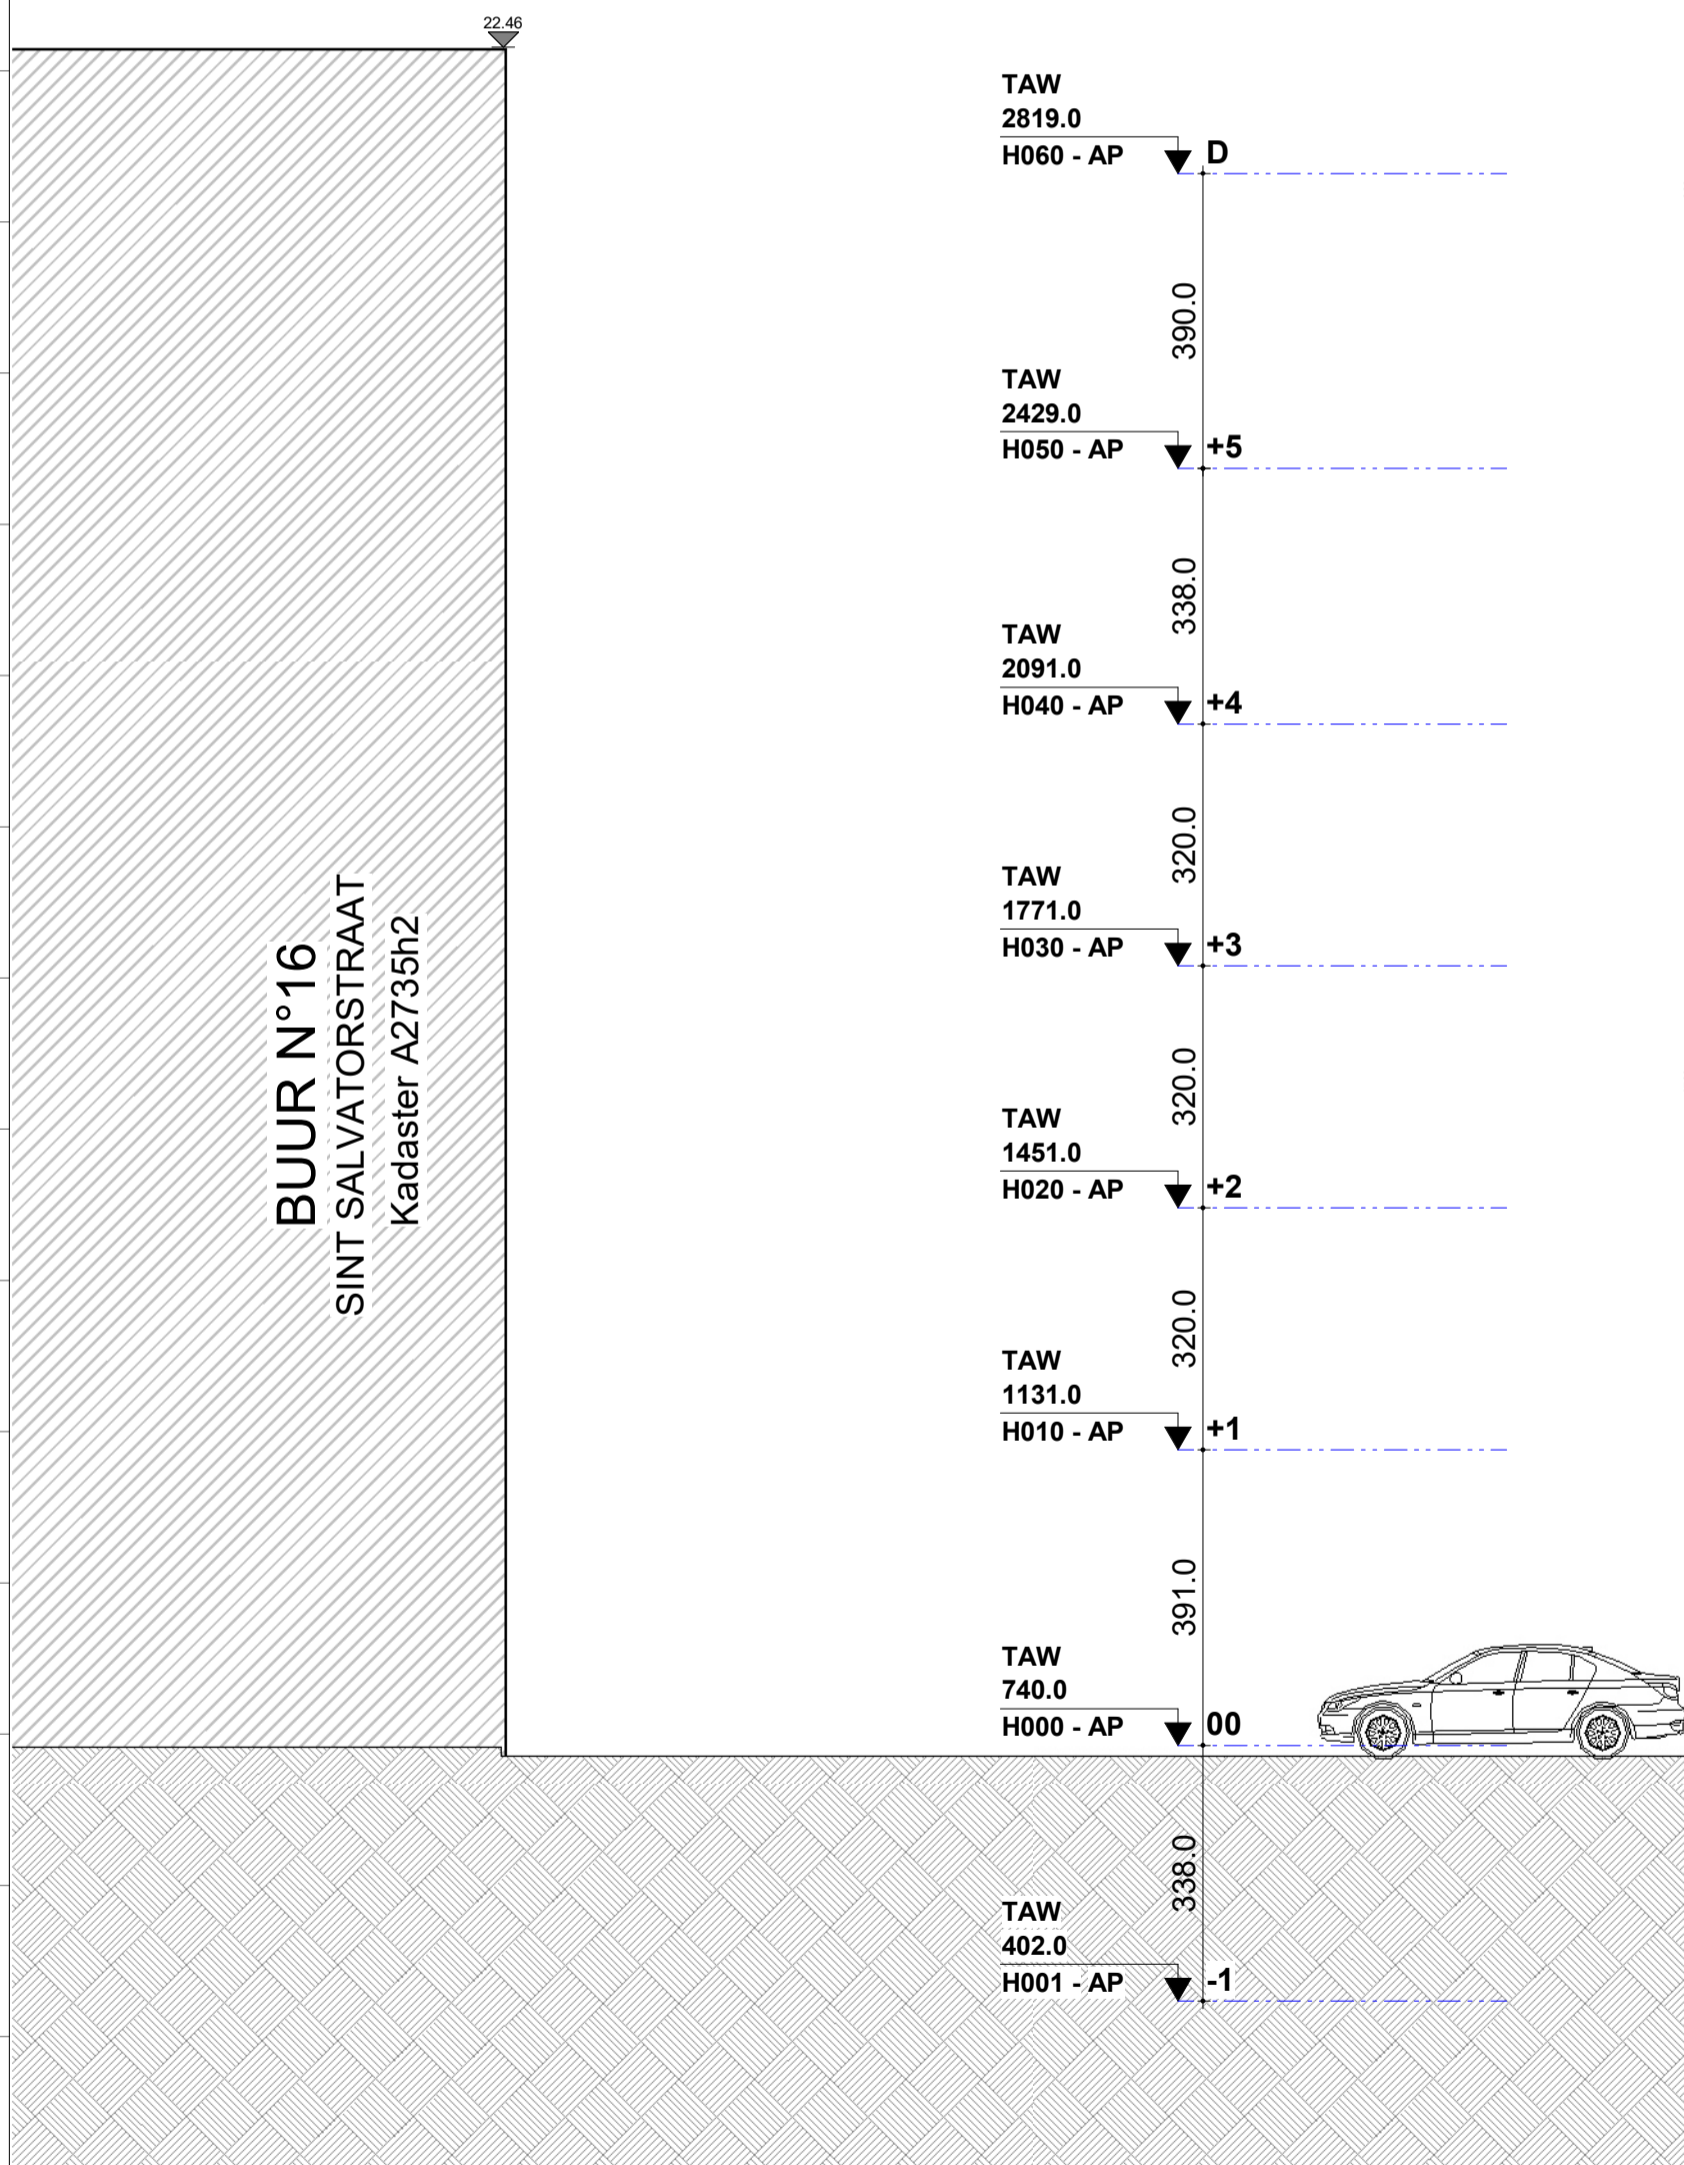 22.46
BUUR N°16
SINT SALVATORSTRAAT
Kadaster A2735h2
TAW
2819.0
H060 - AP
D
390.0
TAW
2429.0
H050 - AP
+5
338.0
TAW
2091.0
H040 - AP
+4
320.0
TAW
1771.0
H030 - AP
+3
320.0
TAW
1451.0
H020 - AP
+2
320.0
TAW
1131.0
H010 - AP
+1
391.0
TAW
740.0
H000 - AP
00
338.0
TAW
402.0
H001 - AP
-1